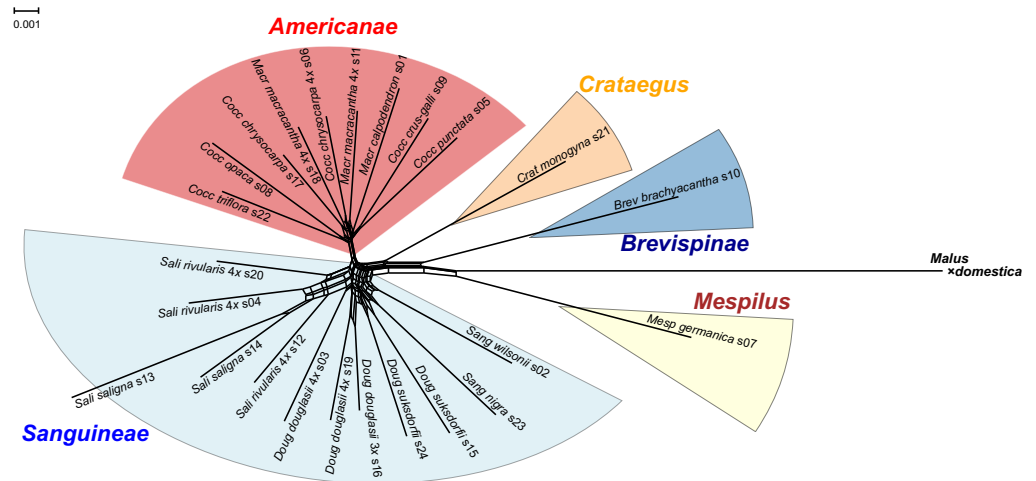 0.001
Americanae
Cocc triflora s22
Cocc opaca s08
Cocc chrysocarpa s17
Macr macracantha 4x s18
Cocc chrysocarpa 4x s06
Macr macracantha 4x s11
Macr calpodendron s01
Cocc crus-galli s09
Cocc punctata s05
Crataegus
Crat monogyna s21
Brev brachyacantha s10
Brevispinae
Malus
×domestica
Mespilus
Mesp germanica s07
Sang wilsonii s02
Sang nigra s23
Doug suksdorfii s15
Doug suksdorfii s24
Doug douglasii 3x s16
Doug douglasii 4x s19
Doug douglasii 4x s03
Sali rivularis 4x s12
Sali saligna s14
Sali saligna s13
Sali rivularis 4x s04
Sali rivularis 4x s20
Sanguineae